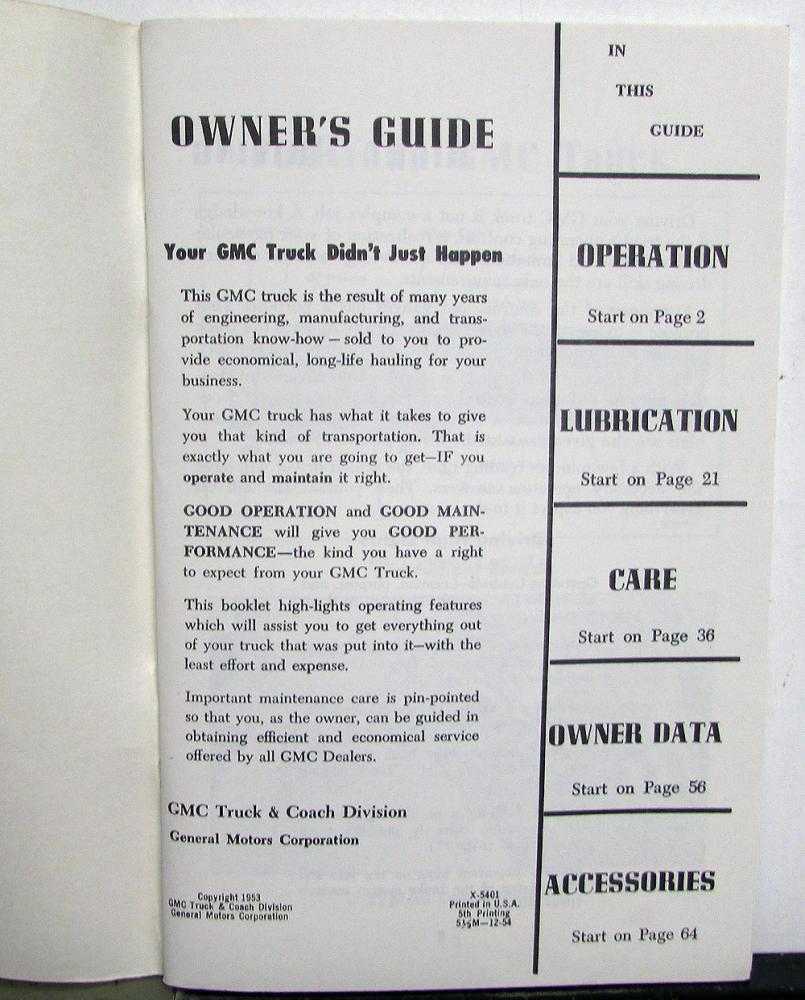 OWNER'S GUIDE
Your GMC Truck Didn't Just Happen
This GMC truck is the result of many years
of engineering, manufacturing, and trans-
portation know-how — sold to you to pro-
vide economical, long-life hauling for your
business.
Your GMC truck has what it takes to give
you that kind of transportation. That is
exactly what you are going to get—IF you
operate and maintain it right.
GOOD OPERATION and GOOD MAIN-
TENANCE will give you GOOD PER-
FORMANCE—the kind you have a right
to expect from your GMC Truck.
This booklet high-lights operating features
which will assist you to get everything out
of your truck that was put into it—with the
least effort and expense.
Important maintenance care is pin-pointed
so that you, as the owner, can be guided in
obtaining efficient and economical service
offered by all GMC Dealers.
GMC Truck & Coach Division
General Motors Corporation
Copyright 1953
GMC Truck & Coach Division
General Motors Corporation
X-5401
Printed in U.S.A.
5th Printing
IN
THIS
GUIDE
OPERATION
Start on Page 2
LUBRICATION
Start on Page 21
CARE
Start on Page 36
OWNER DATA
Start on Page 56
ACCESSORIES
Start on Page 64